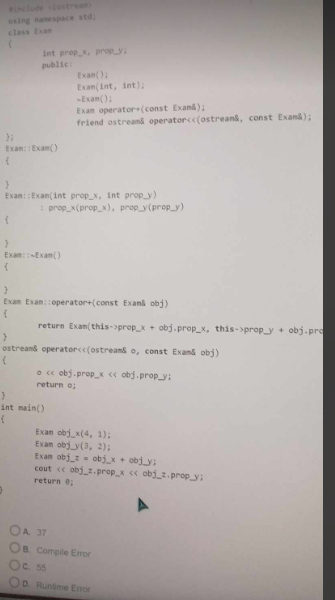 #include <iostream>
using namespace std;
class Exam
{
int prop_x, prop_y;
public:
Exam();
Exam(int, int);
~Exam();
Exam operator+(const Exam&);
friend ostream& operator<<(ostream&, const Exam&);
};
Exam::Exam()
{
}
Exam::Exam(int prop_x, int prop_y)
: prop_x(prop_x), prop_y(prop_y)
{
}
Exam::~Exam()
{
}
Exam Exam::operator+(const Exam& obj)
{
return Exam(this->prop_x + obj.prop_x, this->prop_y + obj.pro
}
ostream& operator<<(ostream& o, const Exam& obj)
{
o << obj.prop_x << obj.prop_y;
return o;
}
int main()
{
Exam obj_x(4, 1);
Exam obj_y(3, 2);
Exam obj_z = obj_x + obj_y;
cout << obj_z.prop_x << obj_z.prop_y;
return 0;
}
A. 37
B. Compile Error
C. 55
D. Runtime Error